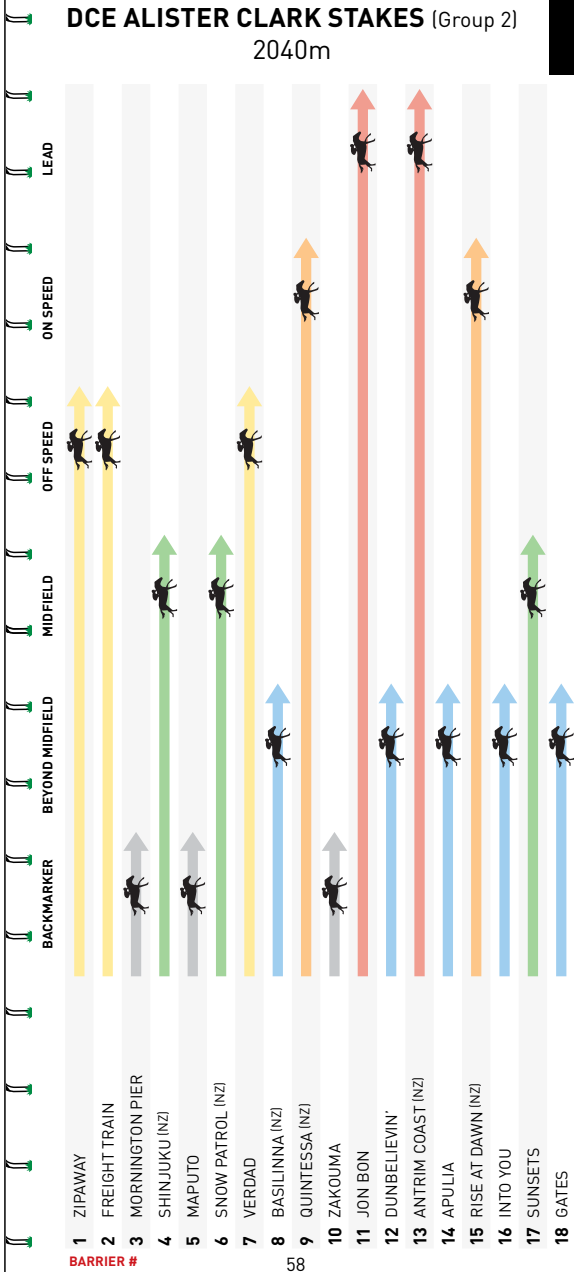 DCE ALISTER CLARK STAKES (Group 2)
2040m
LEAD
ON SPEED
OFF SPEED
MIDFIELD
BEYOND MIDFIELD
BACKMARKER
1 ZIPAWAY
2 FREIGHT TRAIN
3 MORNINGTON PIER
4 SHINJUKU (NZ)
5 MAPUTO
6 SNOW PATROL (NZ)
7 VERDAD
8 BASILINNA (NZ)
9 QUINTESSA (NZ)
10 ZAKOUMA
11 JON BON
12 DUNBELIEVIN'
13 ANTRIM COAST (NZ)
14 APULIA
15 RISE AT DAWN (NZ)
16 INTO YOU
17 SUNSETS
18 GATES
BARRIER #
58